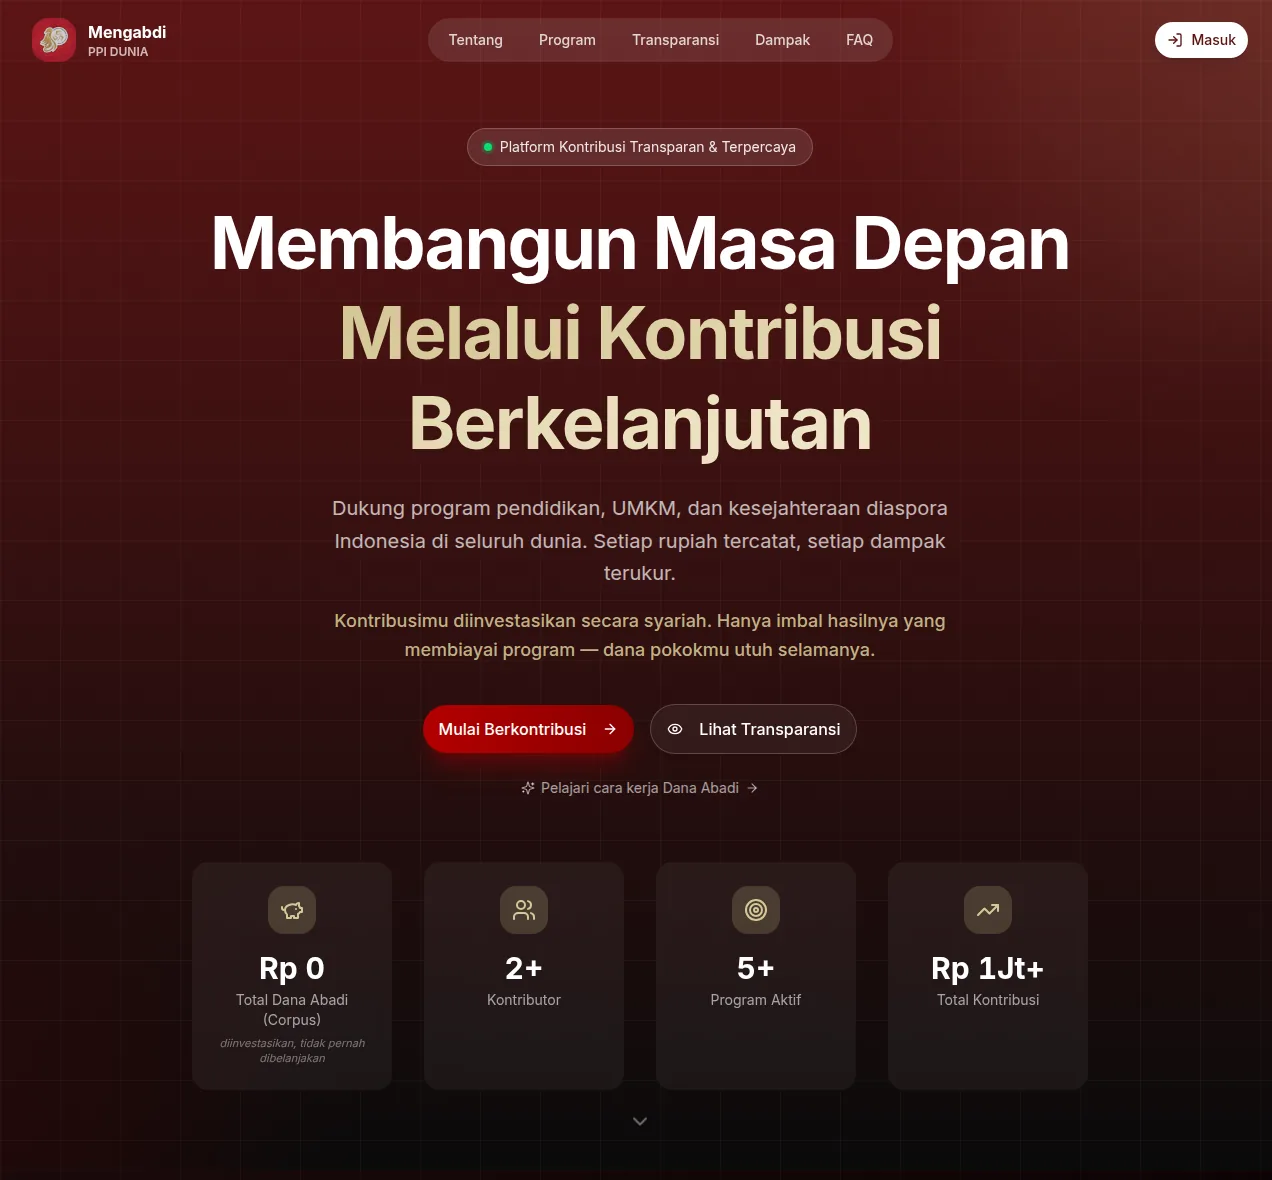 Mengabdi
PPI DUNIA
Tentang
Program
Transparansi
Dampak
FAQ
Masuk
Platform Kontribusi Transparan & Terpercaya
Membangun Masa Depan
Melalui Kontribusi
Berkelanjutan
Dukung program pendidikan, UMKM, dan kesejahteraan diaspora
Indonesia di seluruh dunia. Setiap rupiah tercatat, setiap dampak
terukur.
Kontribusimu diinvestasikan secara syariah. Hanya imbal hasilnya yang
membiayai program — dana pokokmu utuh selamanya.
Mulai Berkontribusi
Lihat Transparansi
Pelajari cara kerja Dana Abadi
Rp 0
Total Dana Abadi
(Corpus)
diinvestasikan, tidak pernah
dibelanjakan
2+
Kontributor
5+
Program Aktif
Rp 1Jt+
Total Kontribusi